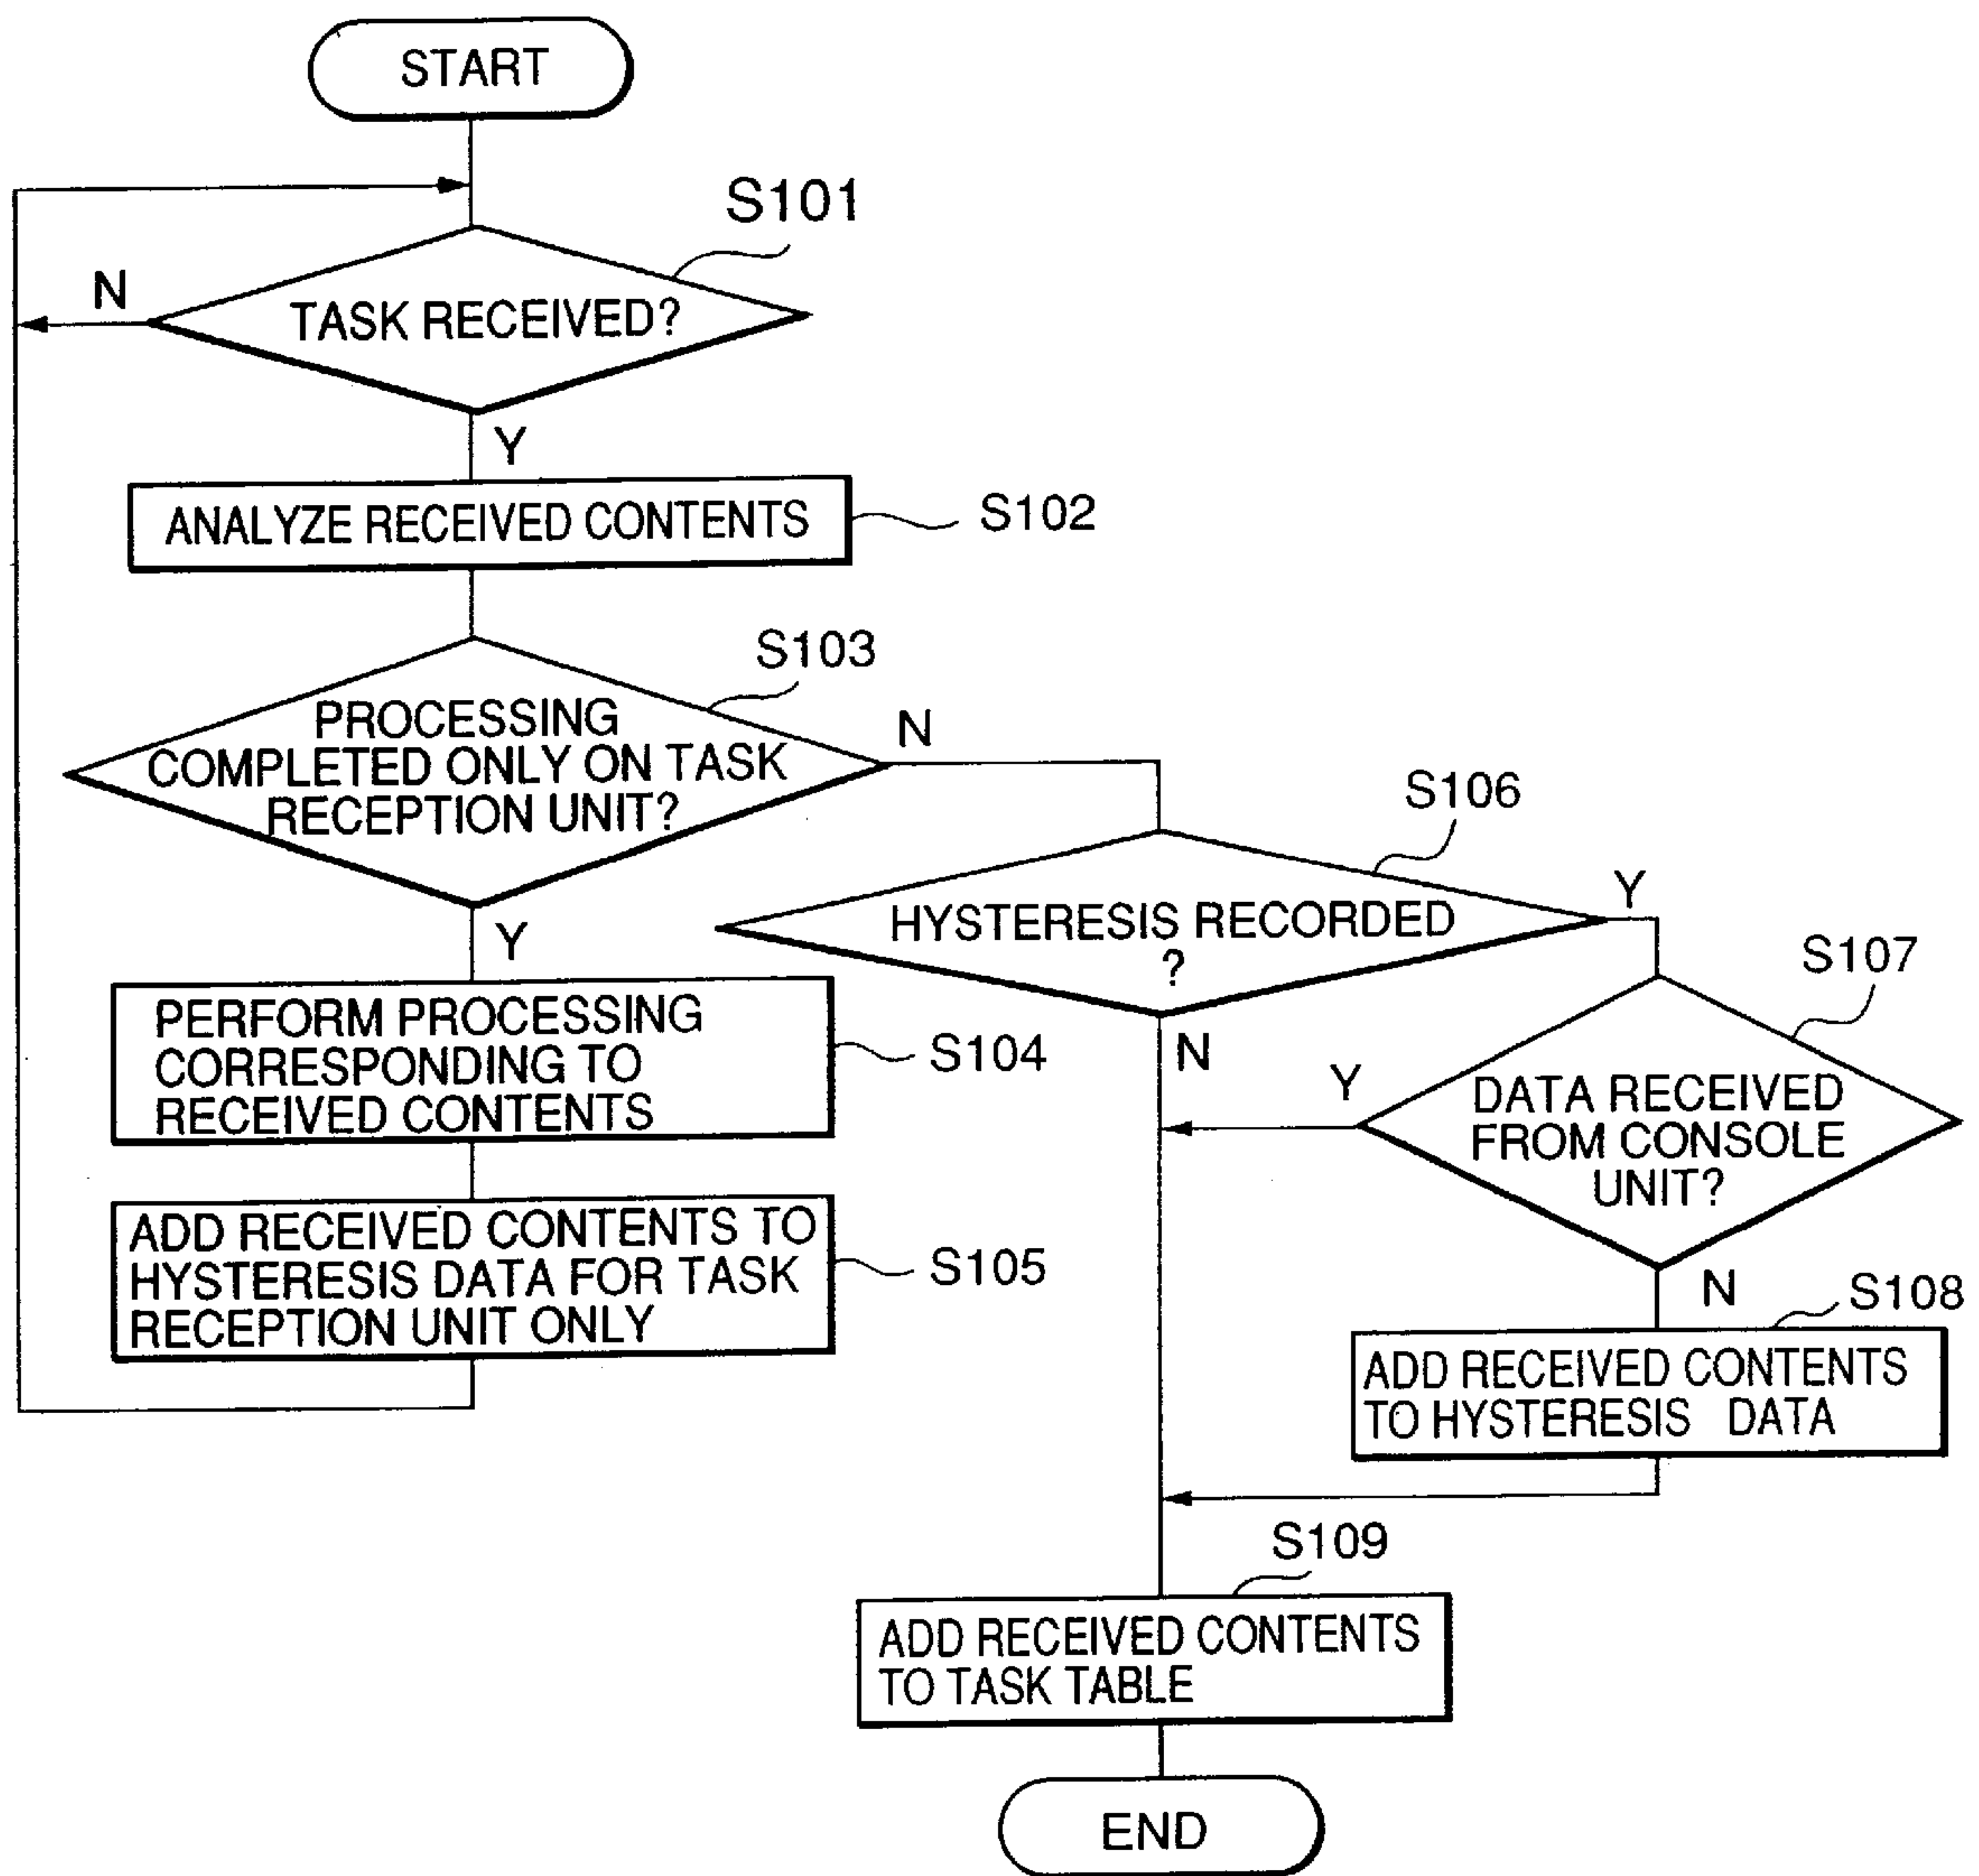 START
S101
N
TASK RECEIVED?
Y
ANALYZE RECEIVED CONTENTS
S102
S103
PROCESSING
COMPLETED ONLY ON TASK
RECEPTION UNIT?
N
Y
S106
HYSTERESIS RECORDED
?
Y
N
S107
DATA RECEIVED
FROM CONSOLE
UNIT?
Y
N
PERFORM PROCESSING
CORRESPONDING TO
RECEIVED CONTENTS
S104
ADD RECEIVED CONTENTS TO
HYSTERESIS DATA FOR TASK
RECEPTION UNIT ONLY
S105
S108
ADD RECEIVED CONTENTS
TO HYSTERESIS DATA
S109
ADD RECEIVED CONTENTS
TO TASK TABLE
END